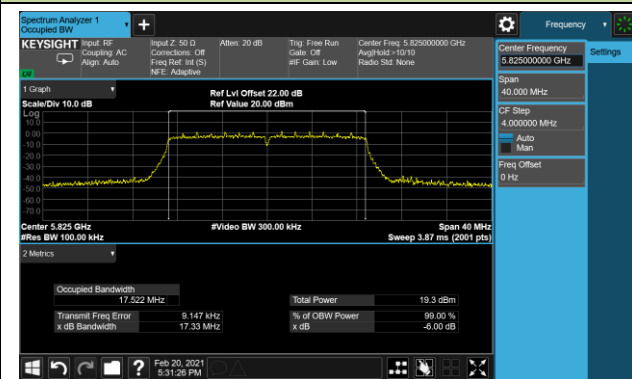 Spectrum Analyzer 1
Occupied BW
+
Frequency
KEYSIGHT
Input: RF
Coupling: AC
Align: Auto
Input Z: 50 Ω
Corrections: Off
Freq Ref: Int (S)
NFE: Adaptive
Atten: 20 dB
Trig: Free Run
Gate: Off
#IF Gain: Low
Center Freq: 5.825000000 GHz
Avg|Hold:>10/10
Radio Std: None
Center Frequency
5.825000000 GHz
Settings
Span
40.000 MHz
CF Step
4.000000 MHz
Auto
Man
Freq Offset
0 Hz
1 Graph
Scale/Div 10.0 dB
Ref Lvl Offset 22.00 dB
Ref Value 20.00 dBm
Log
10.0
0.00
-10.0
-20.0
-30.0
-40.0
-50.0
-60.0
-70.0
Center 5.825 GHz
#Video BW 300.00 kHz
Span 40 MHz
#Res BW 100.00 kHz
Sweep 3.87 ms (2001 pts)
2 Metrics
Occupied Bandwidth
17.522 MHz
Total Power 19.3 dBm
Transmit Freq Error 9.147 kHz
% of OBW Power 99.00 %
x dB Bandwidth 17.33 MHz
x dB -6.00 dB
?
Feb 20, 2021
5:31:26 PM